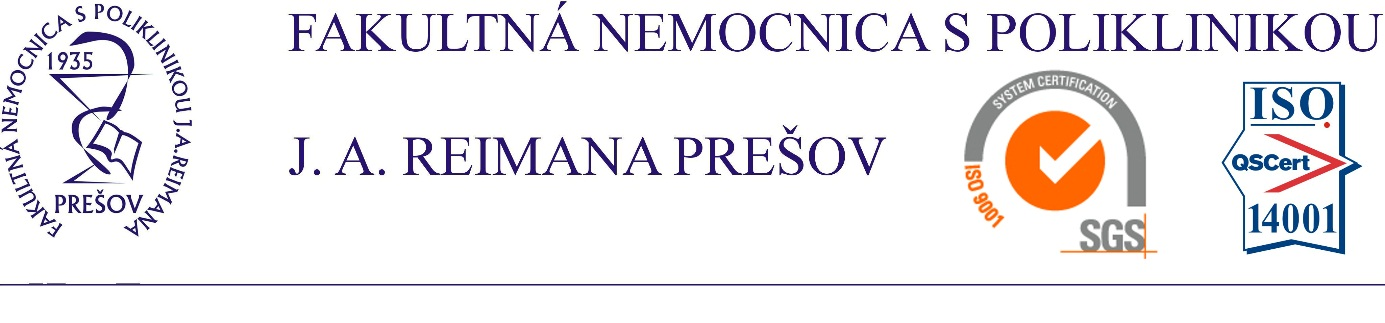 FAKULTNÁ NEMOCNICA S POLIKLINIKOU J.A.REIMANA
1935
PREŠOV
FAKULTNÁ NEMOCNICA S POLIKLINIKOU
J. A. REIMANA PREŠOV
SYSTEM CERTIFICATION
ISO 9001
SGS
ISO
QSCert
14001